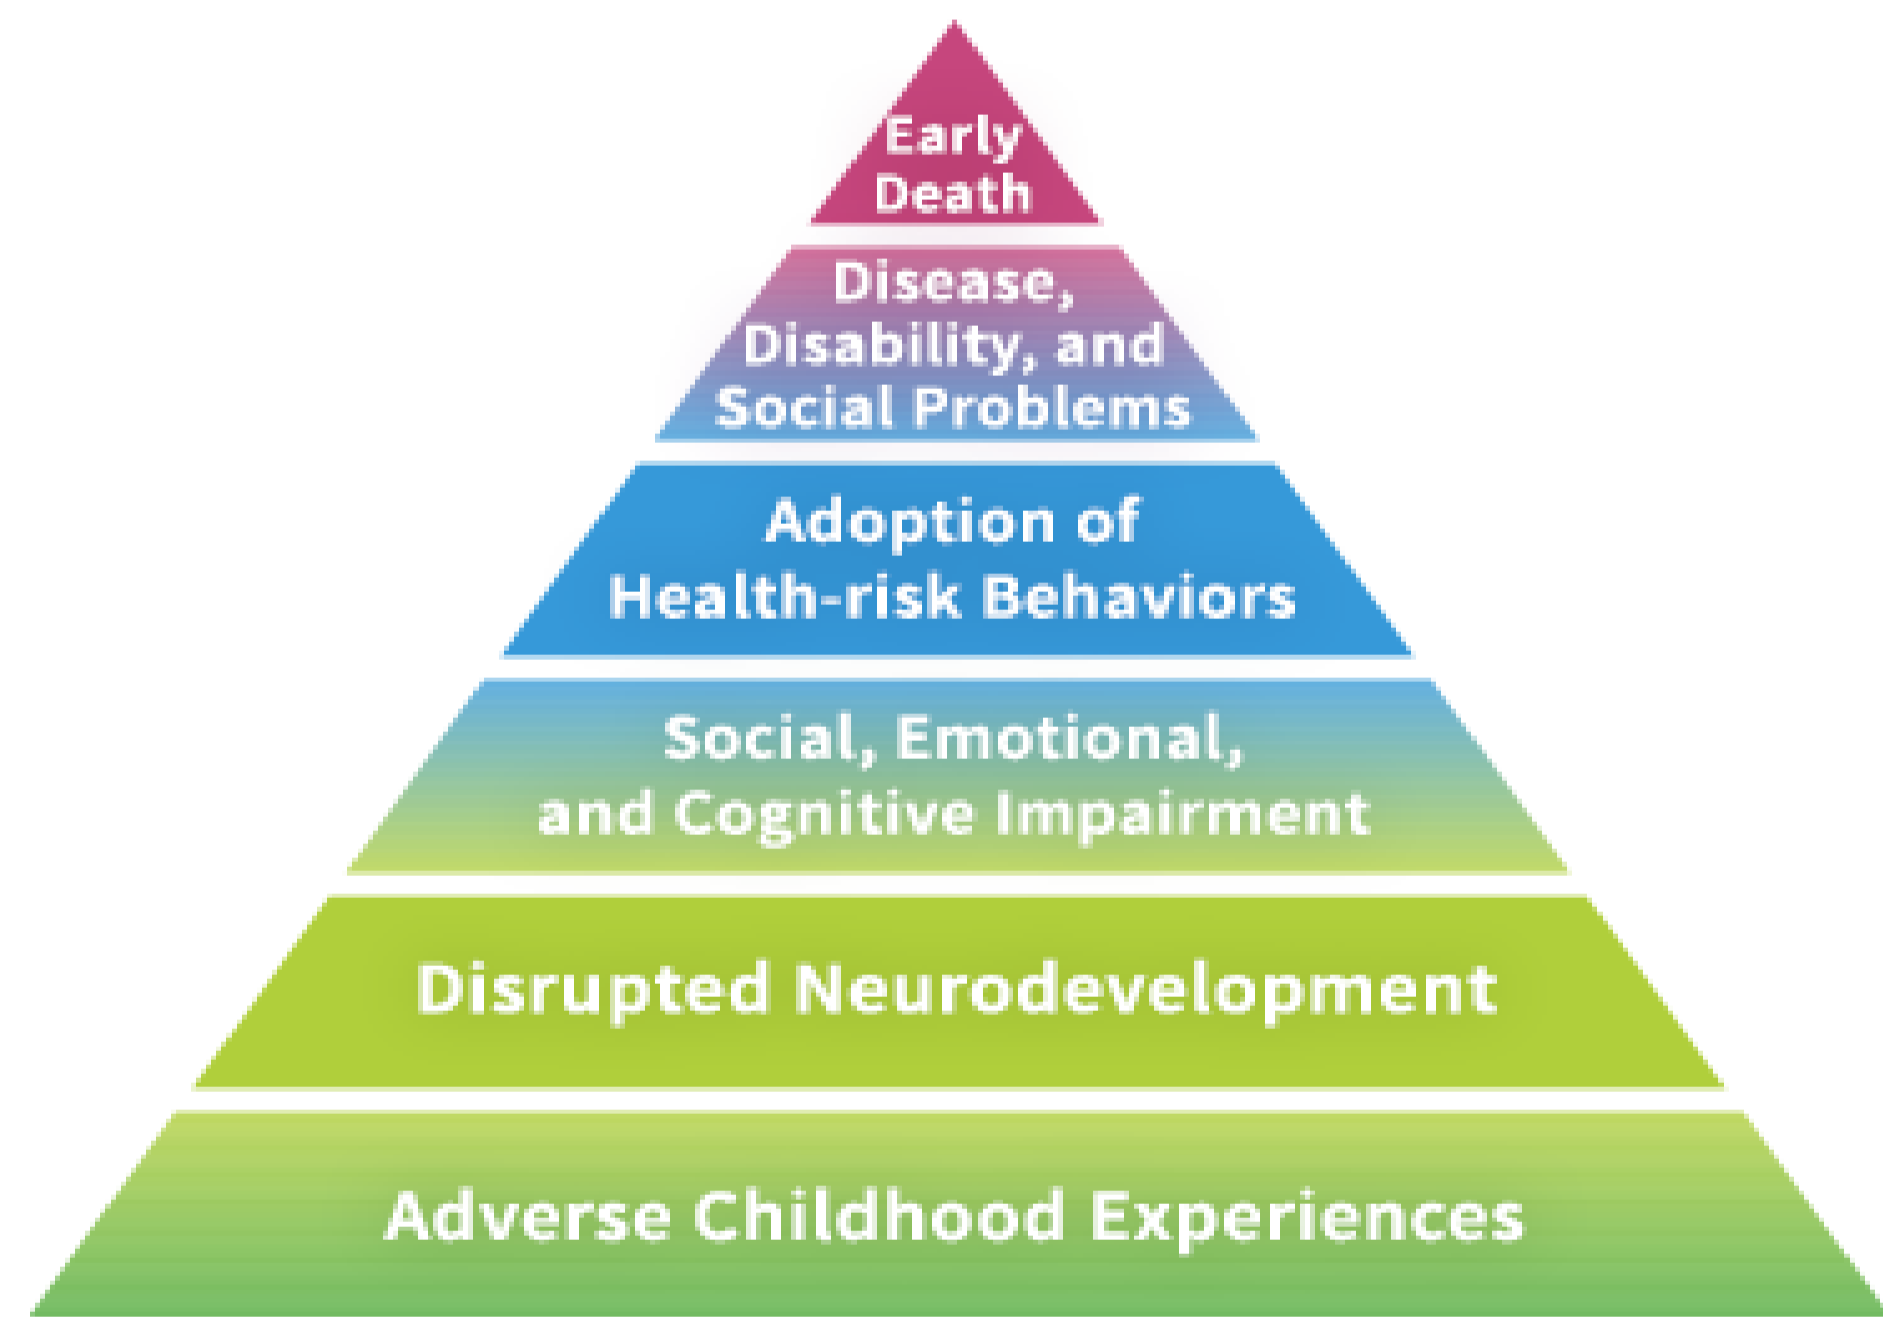 Early
Death
Disease,
Disability, and
Social Problems
Adoption of
Health-risk Behaviors
Social, Emotional,
and Cognitive Impairment
Disrupted Neurodevelopment
Adverse Childhood Experiences